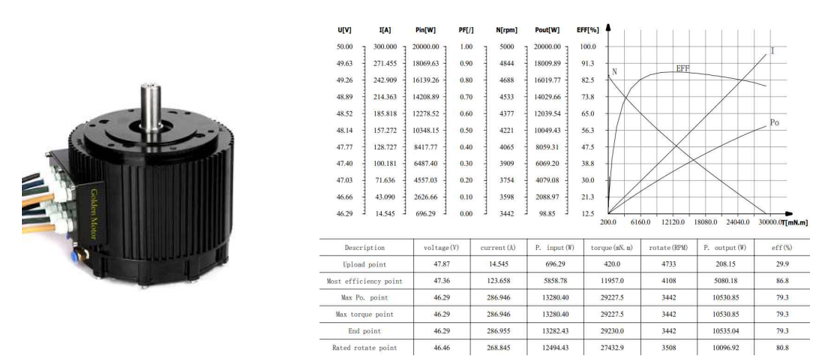 Golden Motor
U[V] I[A] Pin[W] PF[/] N[rpm] Pout[W] EFF[%]
50.00 300.000 20000.00 1.00 5000 20000.00 100.0
49.63 271.455 18069.63 0.90 4844 18009.89 91.3
49.26 242.909 16139.26 0.80 4688 16019.77 82.5
48.89 214.363 14208.89 0.70 4533 14029.66 73.8
48.52 185.818 12278.52 0.60 4377 12039.54 65.0
48.14 157.272 10348.15 0.50 4221 10049.43 56.3
47.77 128.727 8417.77 0.40 4065 8059.31 47.5
47.40 100.181 6487.40 0.30 3909 6069.20 38.8
47.03 71.636 4557.03 0.20 3754 4079.08 30.0
46.66 43.090 2626.66 0.10 3598 2088.97 21.3
46.29 14.545 696.29 0.00 3442 98.85 12.5
N EFF I
Po
200.0 6160.0 12120.0 18080.0 24040.0 30000.0 T[mN.m]
Description voltage(V) current(A) P. input(W) torque(mN.m) rotate(RPM) P. output(W) eff(%)
Upload point 47.87 14.545 696.29 420.0 4733 208.15 29.9
Most efficiency point 47.36 123.658 5858.78 11957.0 4108 5080.18 86.8
Max Po. point 46.29 286.946 13280.40 29227.5 3442 10530.85 79.3
Max torque point 46.29 286.946 13280.40 29227.5 3442 10530.85 79.3
End point 46.29 286.955 13282.43 29230.0 3442 10535.04 79.3
Rated rotate point 46.46 268.845 12494.43 27432.9 3508 10096.92 80.8